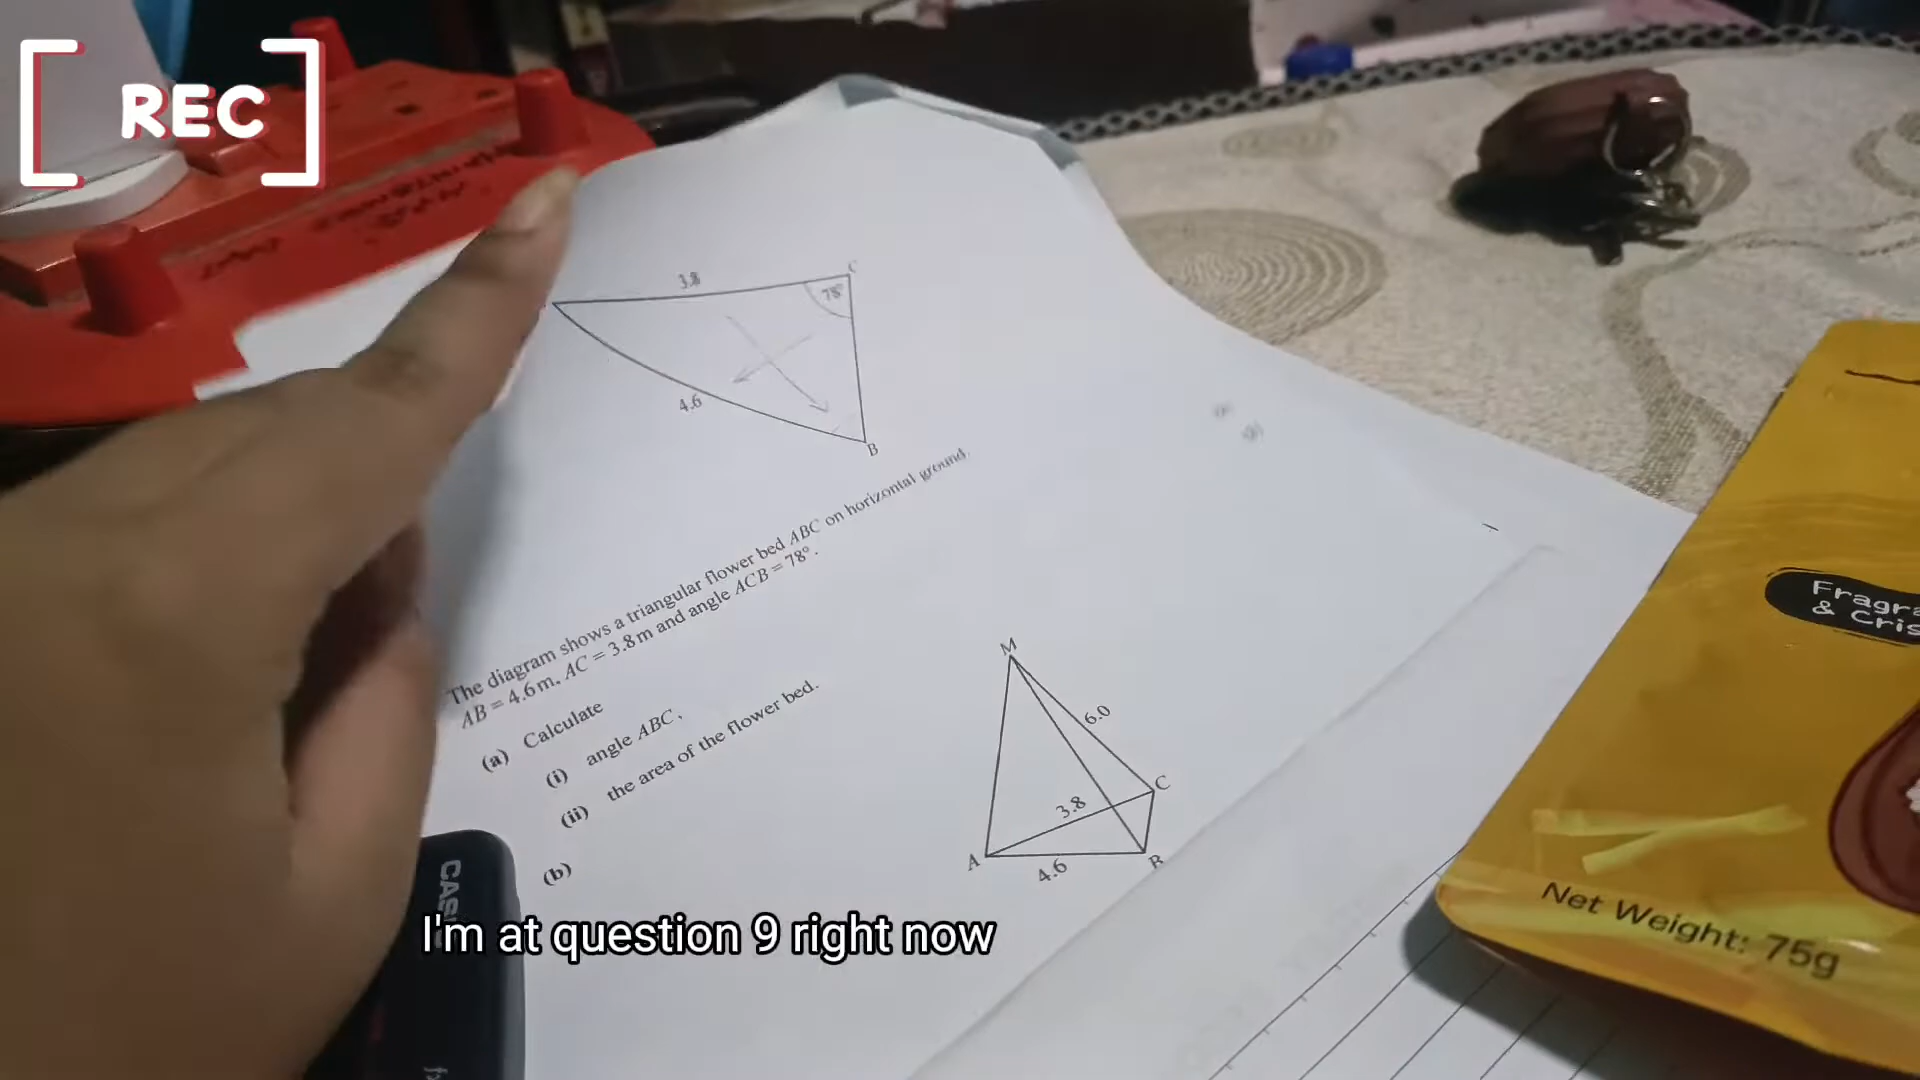 REC
3.8
C
78°
4.6
B
The diagram shows a triangular flower bed ABC on horizontal ground.
AB = 4.6 m, AC = 3.8 m and angle ACB = 78°.
(a) Calculate
(i) angle ABC,
(ii) the area of the flower bed.
(b)
M
6.0
C
3.8
A
4.6
B
CASIO
I'm at question 9 right now
& Cris
Net Weight: 75g